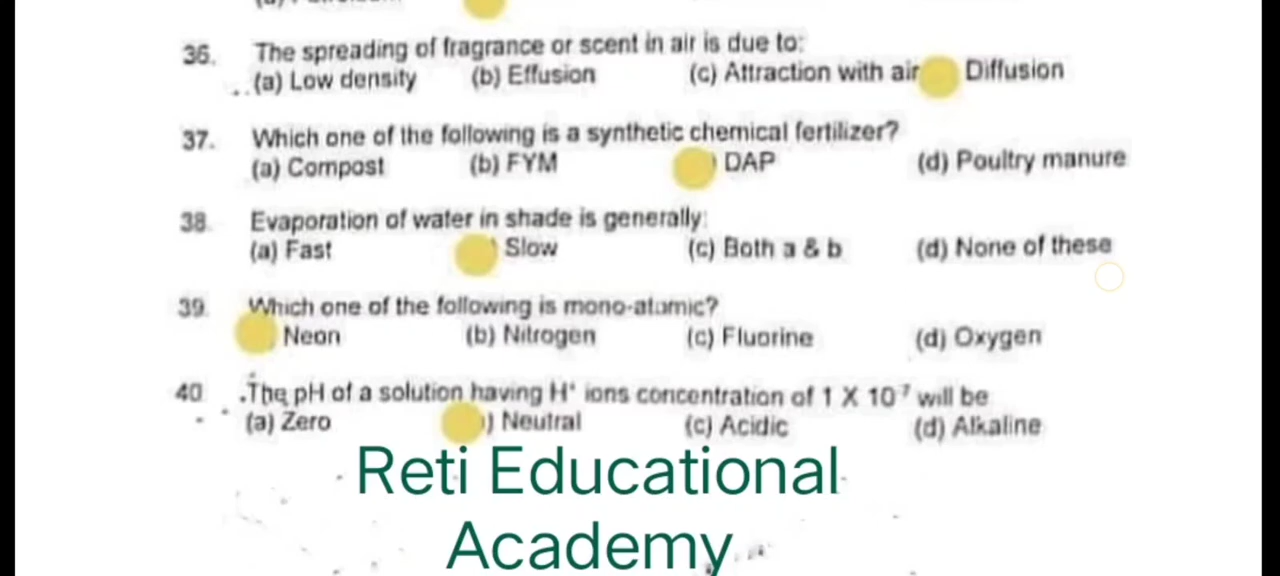 36. The spreading of fragrance or scent in air is due to:
(a) Low density (b) Effusion (c) Attraction with air Diffusion
37. Which one of the following is a synthetic chemical fertilizer?
(a) Compost (b) FYM ) DAP (d) Poultry manure
38. Evaporation of water in shade is generally:
(a) Fast ) Slow (c) Both a & b (d) None of these
39. Which one of the following is mono-atomic?
Neon (b) Nitrogen (c) Fluorine (d) Oxygen
40 The pH of a solution having H⁺ ions concentration of 1 X 10⁻⁷ will be
(a) Zero ) Neutral (c) Acidic (d) Alkaline
Reti Educational
Academy